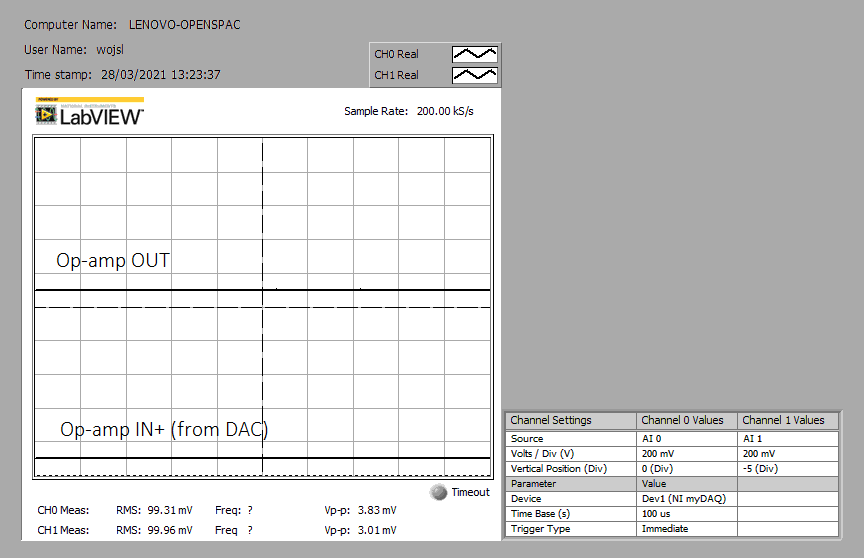 Computer Name: LENOVO-OPENSPAC
User Name: wojsl
Time stamp: 28/03/2021 13:23:37
CH0 Real
CH1 Real
POWERED BY
NATIONAL INSTRUMENTS
LabVIEW™
Sample Rate: 200.00 kS/s
Op-amp OUT
Op-amp IN+ (from DAC)
Timeout
CH0 Meas: RMS: 99.31 mV Freq: ? Vp-p: 3.83 mV
CH1 Meas: RMS: 99.96 mV Freq ? Vp-p: 3.01 mV
Channel Settings Channel 0 Values Channel 1 Values
Source AI 0 AI 1
Volts / Div (V) 200 mV 200 mV
Vertical Position (Div) 0 (Div) -5 (Div)
Parameter Value
Device Dev1 (NI myDAQ)
Time Base (s) 100 us
Trigger Type Immediate